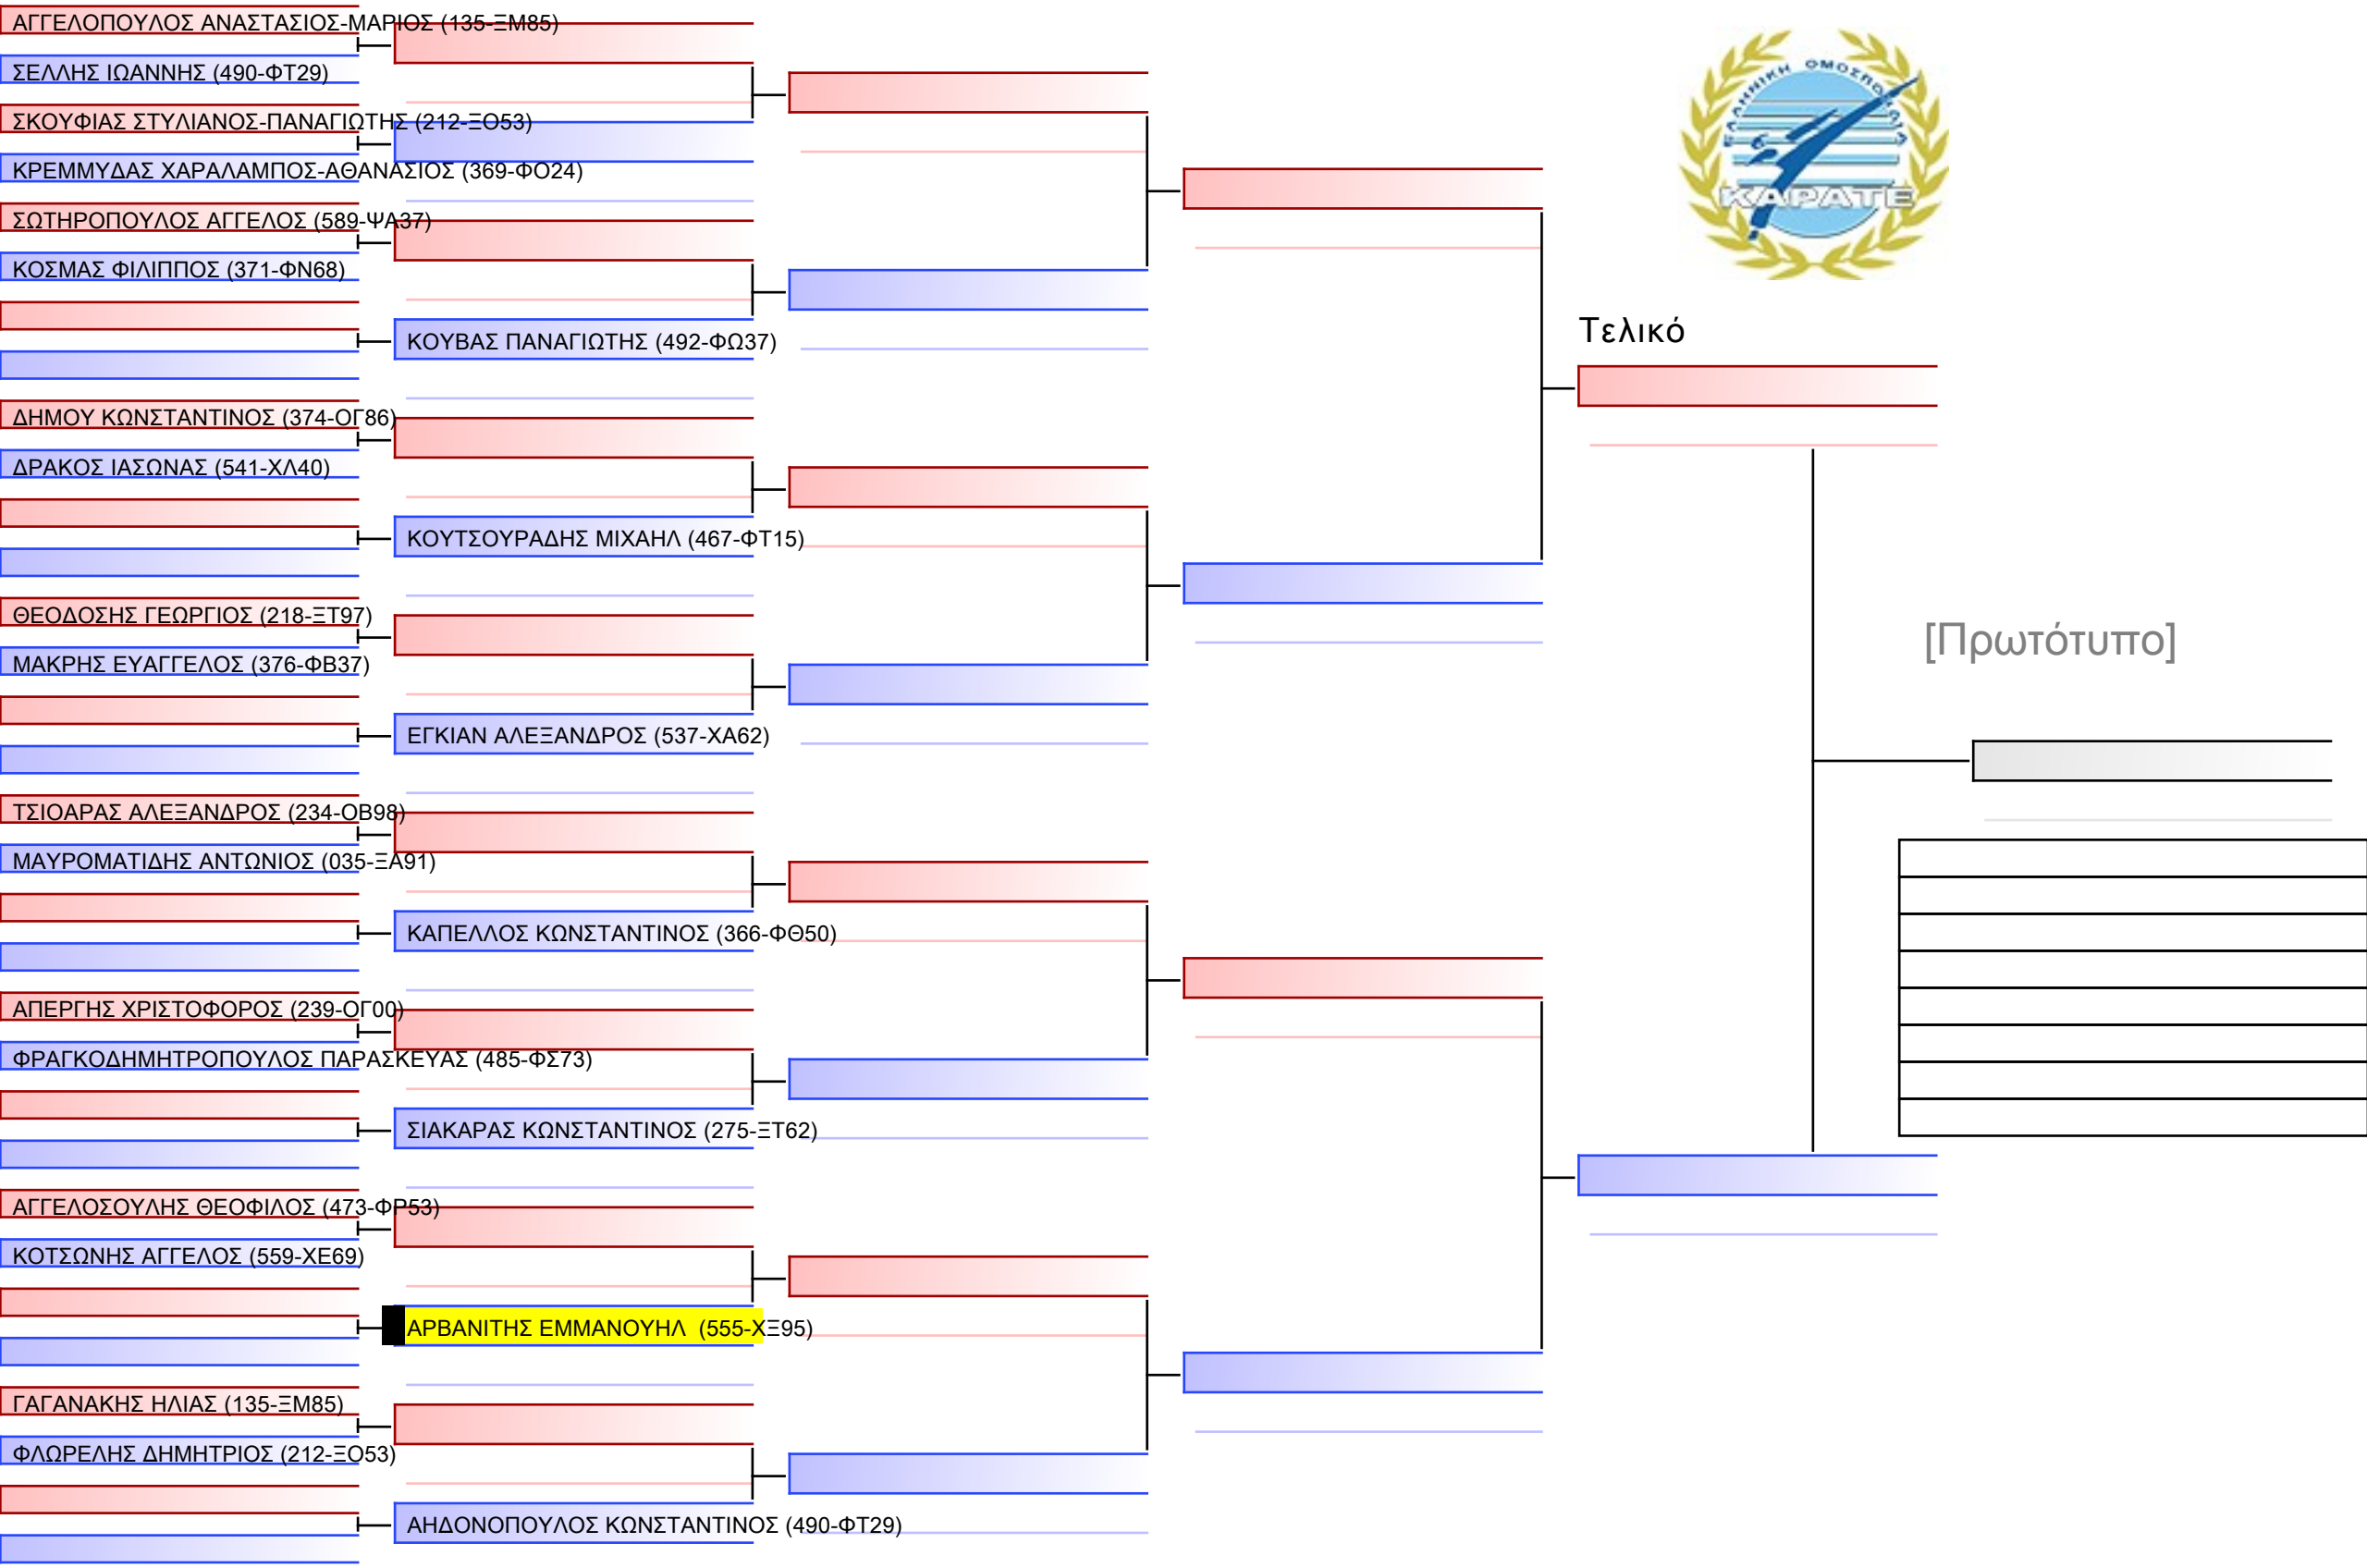 ΑΓΓΕΛΟΠΟΥΛΟΣ ΑΝΑΣΤΑΣΙΟΣ-ΜΑΡΙΟΣ (135-ΞΜ85)
ΣΕΛΛΗΣ ΙΩΑΝΝΗΣ (490-ΦΤ29)
ΣΚΟΥΦΙΑΣ ΣΤΥΛΙΑΝΟΣ-ΠΑΝΑΓΙΩΤΗΣ (212-ΞΟ53)
ΚΡΕΜΜΥΔΑΣ ΧΑΡΑΛΑΜΠΟΣ-ΑΘΑΝΑΣΙΟΣ (369-ΦΟ24)
ΣΩΤΗΡΟΠΟΥΛΟΣ ΑΓΓΕΛΟΣ (589-ΨΑ37)
ΚΟΣΜΑΣ ΦΙΛΙΠΠΟΣ (371-ΦΝ68)
ΚΟΥΒΑΣ ΠΑΝΑΓΙΩΤΗΣ (492-ΦΩ37)
ΔΗΜΟΥ ΚΩΝΣΤΑΝΤΙΝΟΣ (374-ΟΓ86)
ΔΡΑΚΟΣ ΙΑΣΩΝΑΣ (541-ΧΛ40)
ΚΟΥΤΣΟΥΡΑΔΗΣ ΜΙΧΑΗΛ (467-ΦΤ15)
ΘΕΟΔΟΣΗΣ ΓΕΩΡΓΙΟΣ (218-ΞΤ97)
ΜΑΚΡΗΣ ΕΥΑΓΓΕΛΟΣ (376-ΦΒ37)
ΕΓΚΙΑΝ ΑΛΕΞΑΝΔΡΟΣ (537-ΧΑ62)
ΤΣΙΟΑΡΑΣ ΑΛΕΞΑΝΔΡΟΣ (234-ΟΒ98)
ΜΑΥΡΟΜΑΤΙΔΗΣ ΑΝΤΩΝΙΟΣ (035-ΞΑ91)
ΚΑΠΕΛΛΟΣ ΚΩΝΣΤΑΝΤΙΝΟΣ (366-ΦΘ50)
ΑΠΕΡΓΗΣ ΧΡΙΣΤΟΦΟΡΟΣ (239-ΟΓ00)
ΦΡΑΓΚΟΔΗΜΗΤΡΟΠΟΥΛΟΣ ΠΑΡΑΣΚΕΥΑΣ (485-ΦΣ73)
ΣΙΑΚΑΡΑΣ ΚΩΝΣΤΑΝΤΙΝΟΣ (275-ΞΤ62)
ΑΓΓΕΛΟΣΟΥΛΗΣ ΘΕΟΦΙΛΟΣ (473-ΦΡ53)
ΚΟΤΣΩΝΗΣ ΑΓΓΕΛΟΣ (559-ΧΕ69)
ΑΡΒΑΝΙΤΗΣ ΕΜΜΑΝΟΥΗΛ (555-ΧΞ95)
ΓΑΓΑΝΑΚΗΣ ΗΛΙΑΣ (135-ΞΜ85)
ΦΛΩΡΕΛΗΣ ΔΗΜΗΤΡΙΟΣ (212-ΞΟ53)
ΑΗΔΟΝΟΠΟΥΛΟΣ ΚΩΝΣΤΑΝΤΙΝΟΣ (490-ΦΤ29)
ΕΛΛΗΝΙΚΗ ΟΜΟΣΠΟΝΔΙΑ
ΚΑΡΑΤΕ
Τελικό
[Πρωτότυπο]